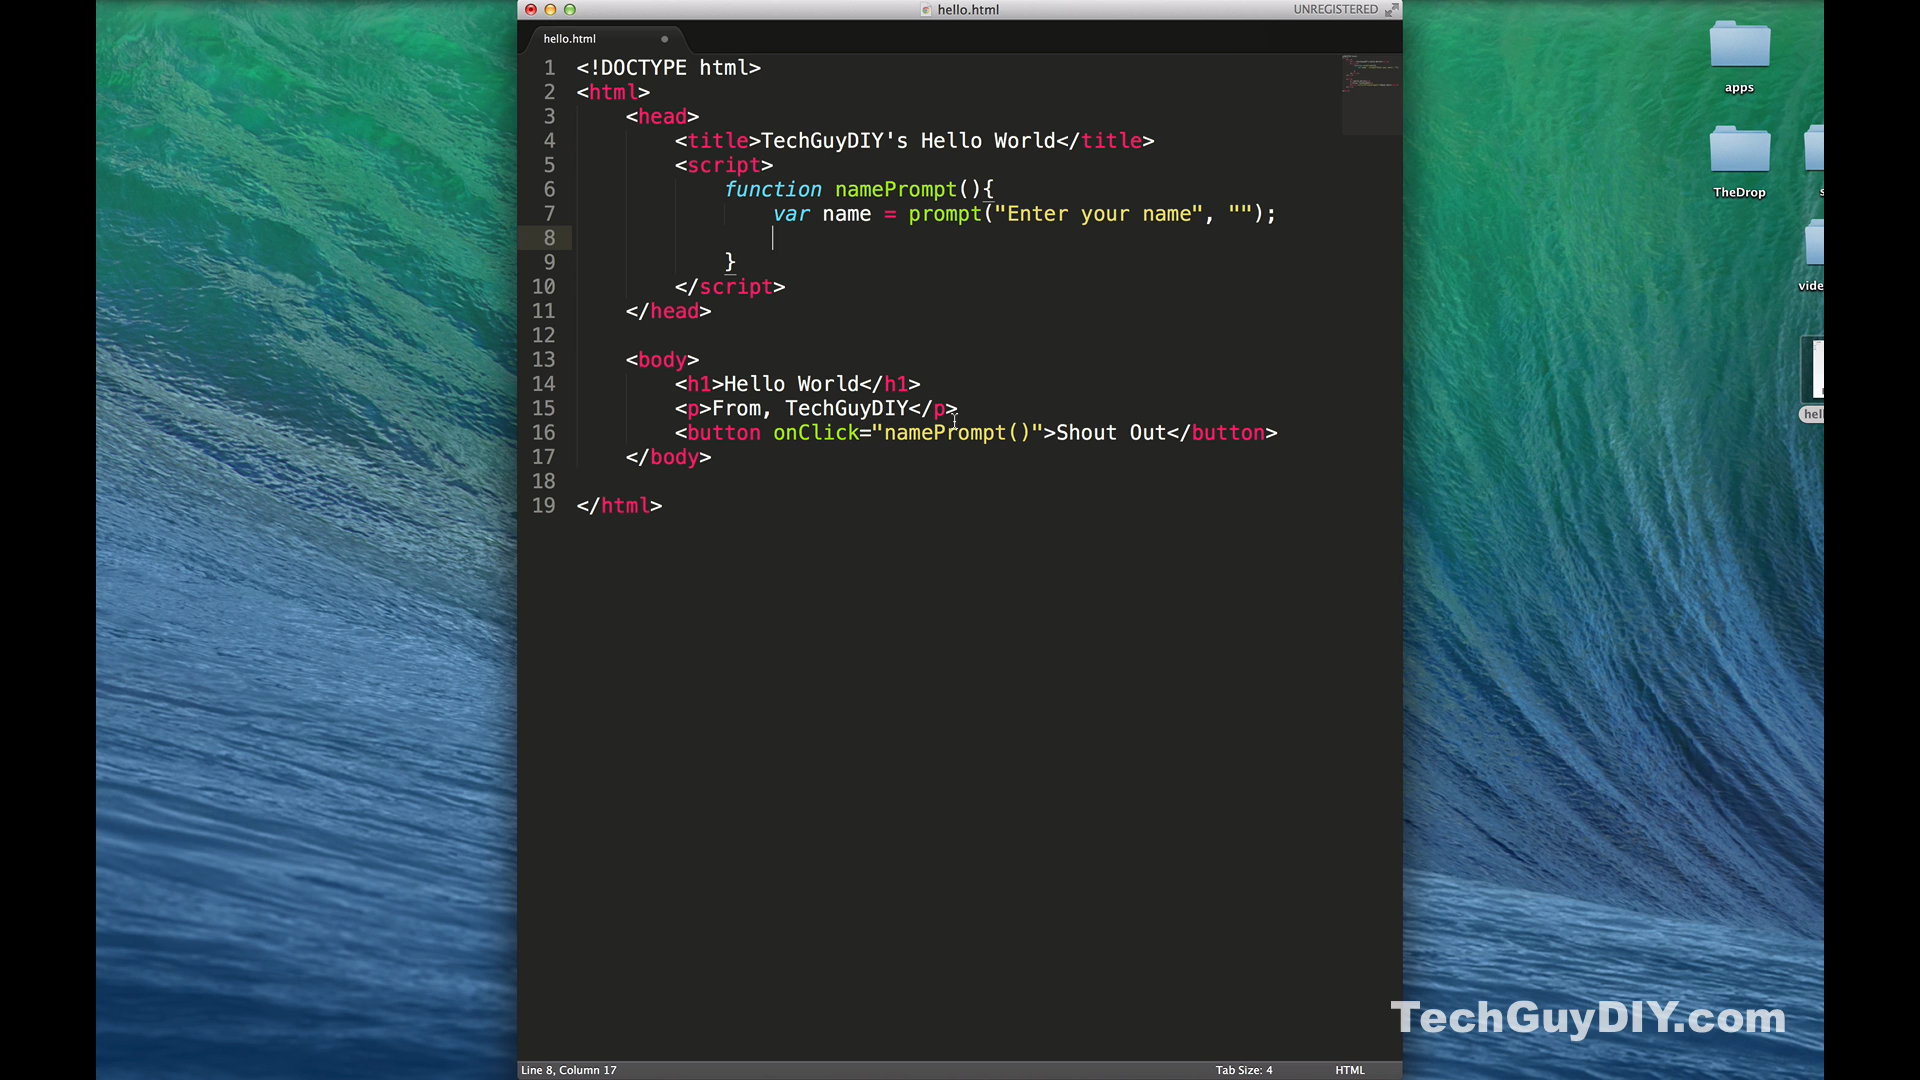 hello.html
UNREGISTERED
hello.html
1 <!DOCTYPE html>
2 <html>
3 <head>
4 <title>TechGuyDIY's Hello World</title>
5 <script>
6 function namePrompt(){
7 var name = prompt("Enter your name", "");
8
9 }
10 </script>
11 </head>
12
13 <body>
14 <h1>Hello World</h1>
15 <p>From, TechGuyDIY</p>
16 <button onClick="namePrompt()">Shout Out</button>
17 </body>
18
19 </html>
apps
TheDrop
s
vide
hel
TechGuyDIY.com
Line 8, Column 17
Tab Size: 4
HTML